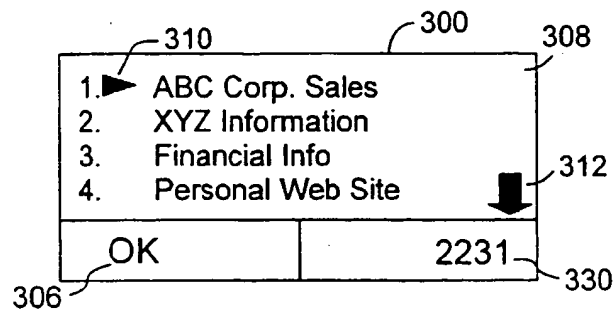 310
300
308
1. ABC Corp. Sales
2. XYZ Information
3. Financial Info
4. Personal Web Site
312
OK
2231
306
330